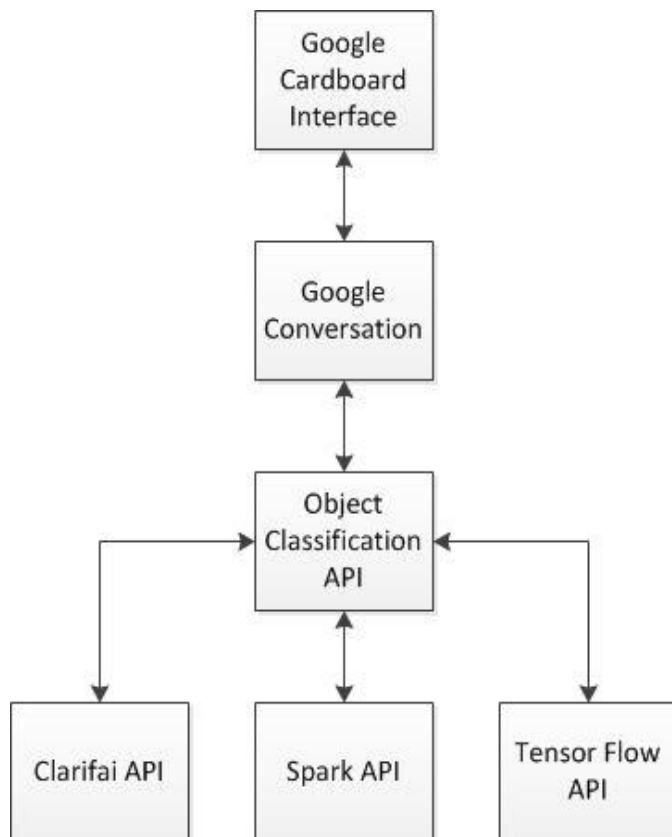 Google
Cardboard
Interface
Google
Conversation
Object
Classification
API
Clarifai API
Spark API
Tensor Flow
API